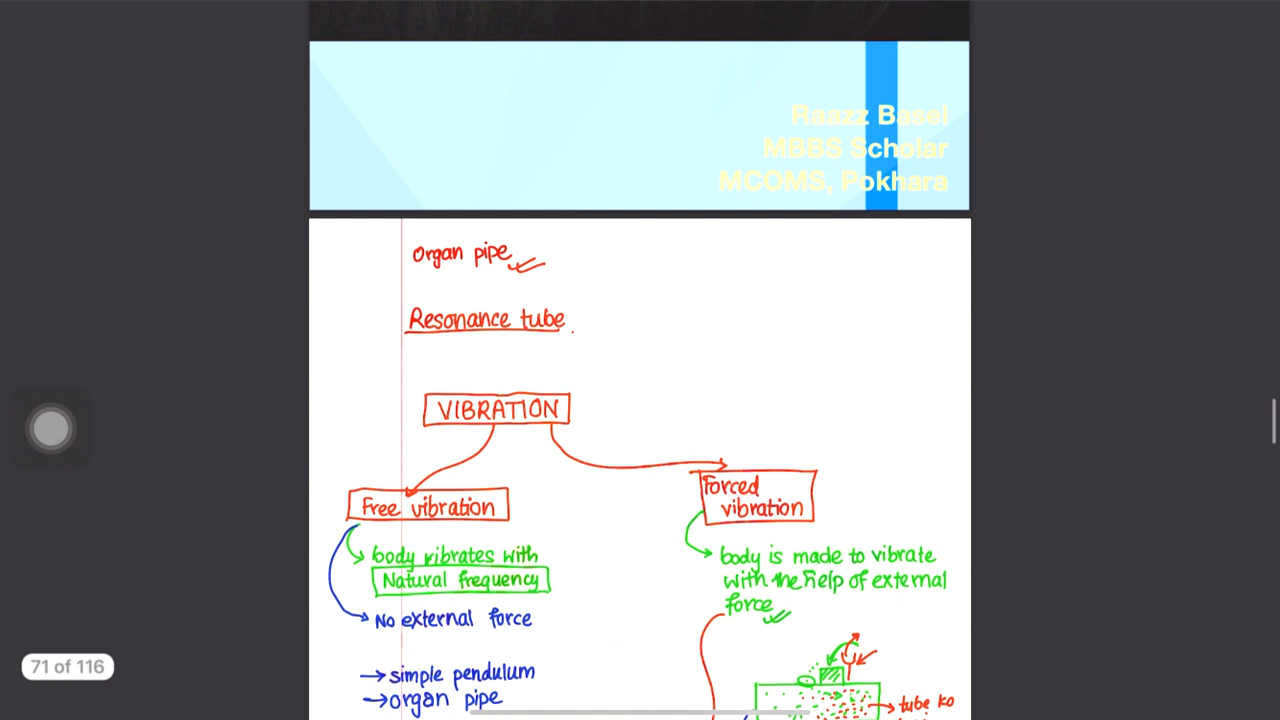 Raazz Basel
MBBS Scholar
MCOMS, Pokhara
Organ pipe
Resonance tube
VIBRATION
Free vibration
body vibrates with
Natural frequency
No external force
→ simple pendulum
→ organ pipe
Forced
vibration
body is made to vibrate
with the help of external
force
→ tube ko
71 of 116